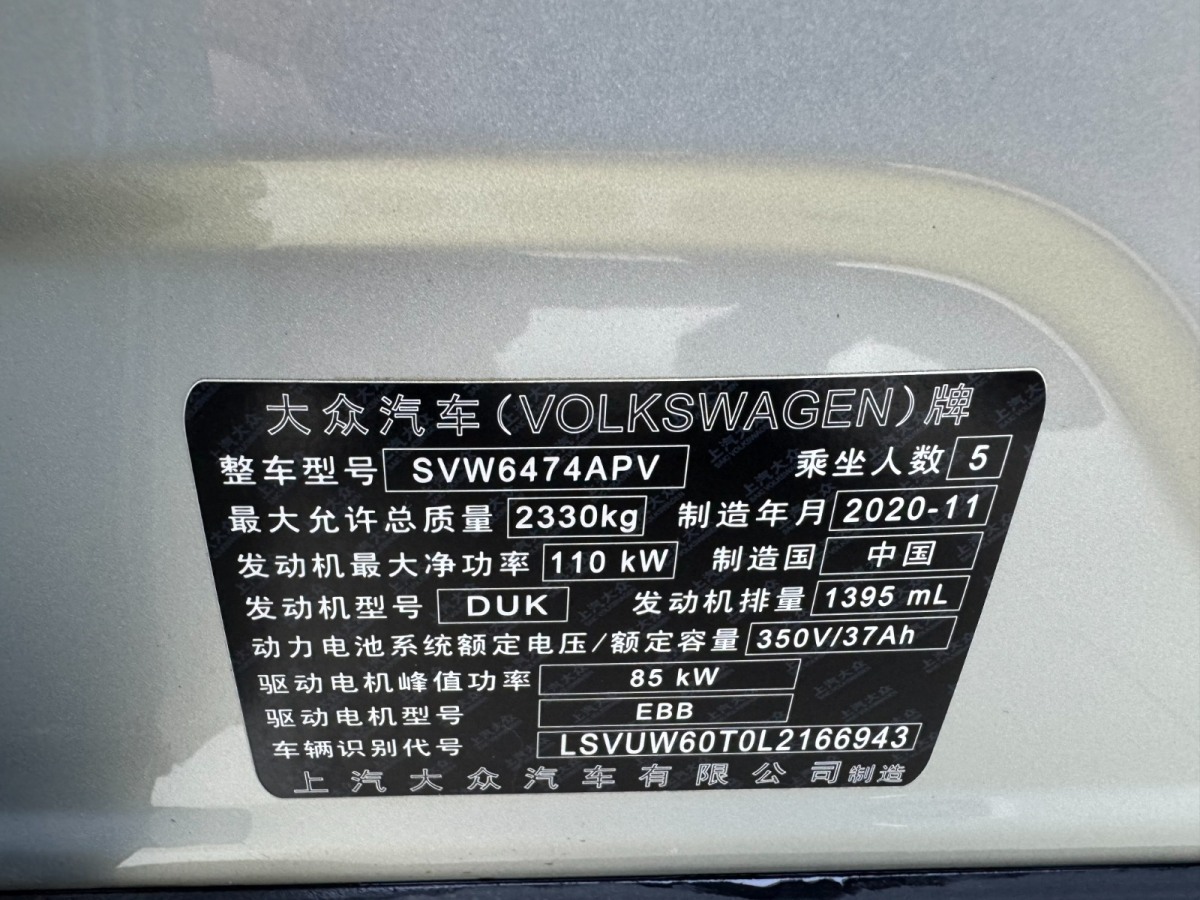 大众汽车(VOLKSWAGEN)牌
整车型号 SVW6474APV 乘坐人数 5
最大允许总质量 2330kg 制造年月 2020-11
发动机最大净功率 110 kW 制造国 中国
发动机型号 DUK 发动机排量 1395 mL
动力电池系统额定电压/额定容量 350V/37Ah
驱动电机峰值功率 85 kW
驱动电机型号 EBB
车辆识别代号 LSVUW60T0L2166943
上汽大众汽车有限公司制造